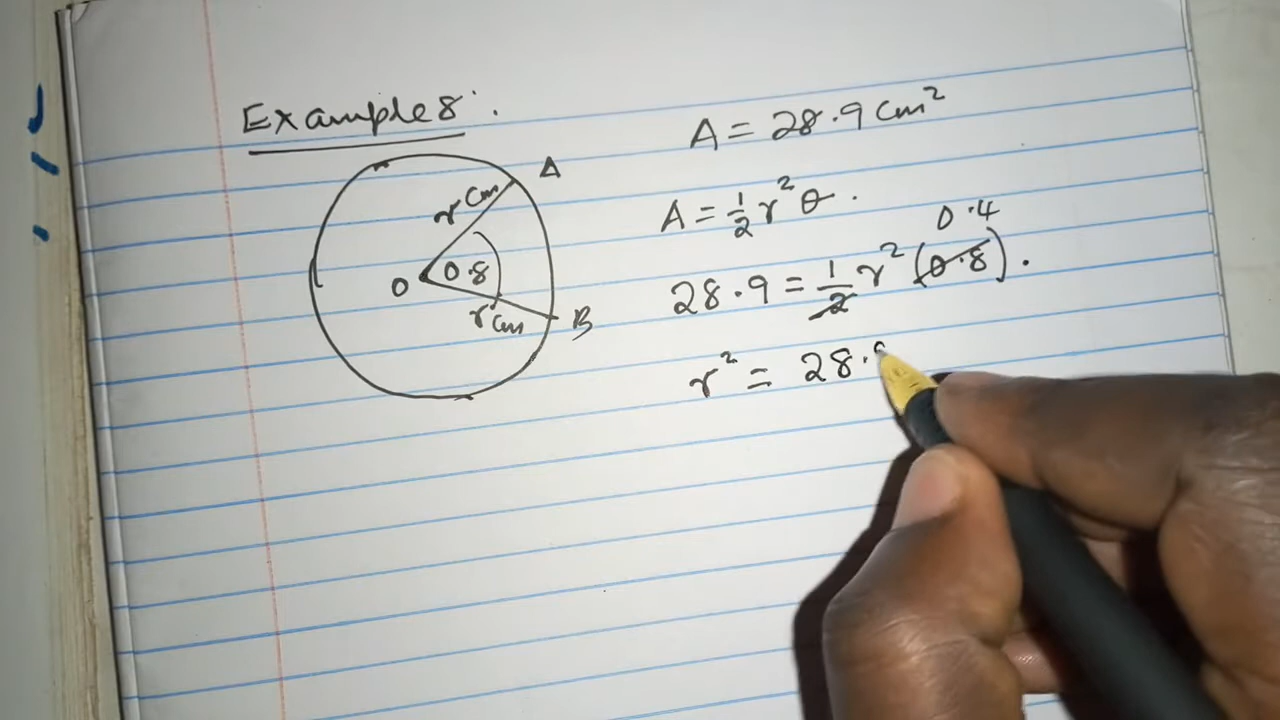 Example 8:
A
r cm
0.8
O
r cm
B
A = 28.9 cm²
A = ½ r² θ.
0.4
28.9 = ½ r² (0.8).
r² = 28.9